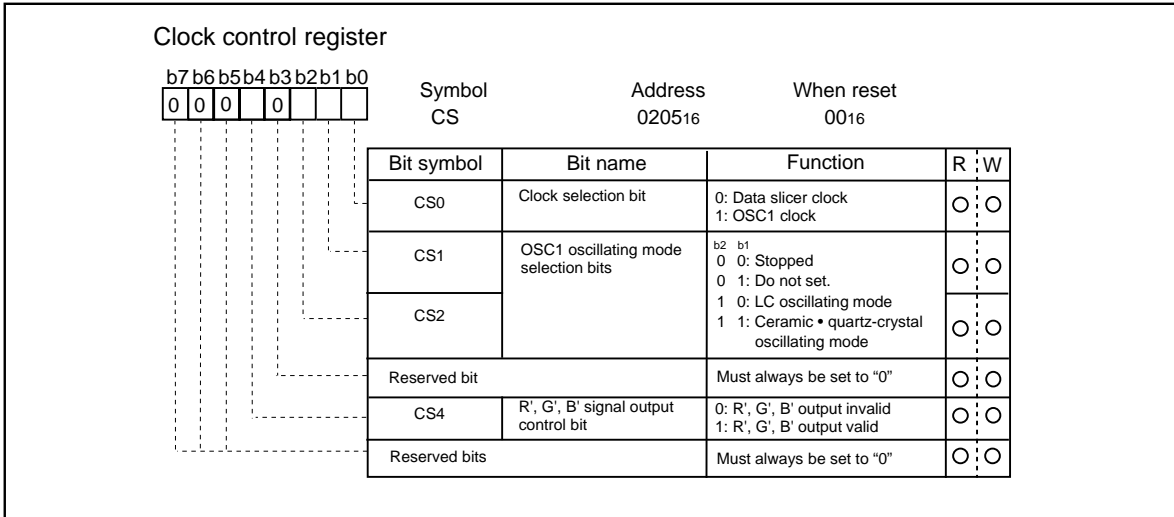 Clock control register
b7 b6 b5 b4 b3 b2 b1 b0
0 0 0 0
Symbol Address When reset
CS 020516 0016
Bit symbol Bit name Function R W
CS0 Clock selection bit 0: Data slicer clock
1: OSC1 clock
CS1 OSC1 oscillating mode
selection bits
b2 b1
0 0: Stopped
0 1: Do not set.
CS2 1 0: LC oscillating mode
1 1: Ceramic • quartz-crystal
oscillating mode
Reserved bit Must always be set to “0”
CS4 R', G', B' signal output
control bit
0: R', G', B' output invalid
1: R', G', B' output valid
Reserved bits Must always be set to “0”